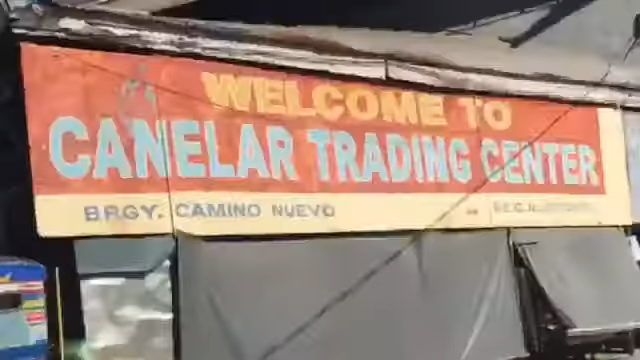 WELCOME TO
CANELAR TRADING CENTER
BRGY. CAMINO NUEVO